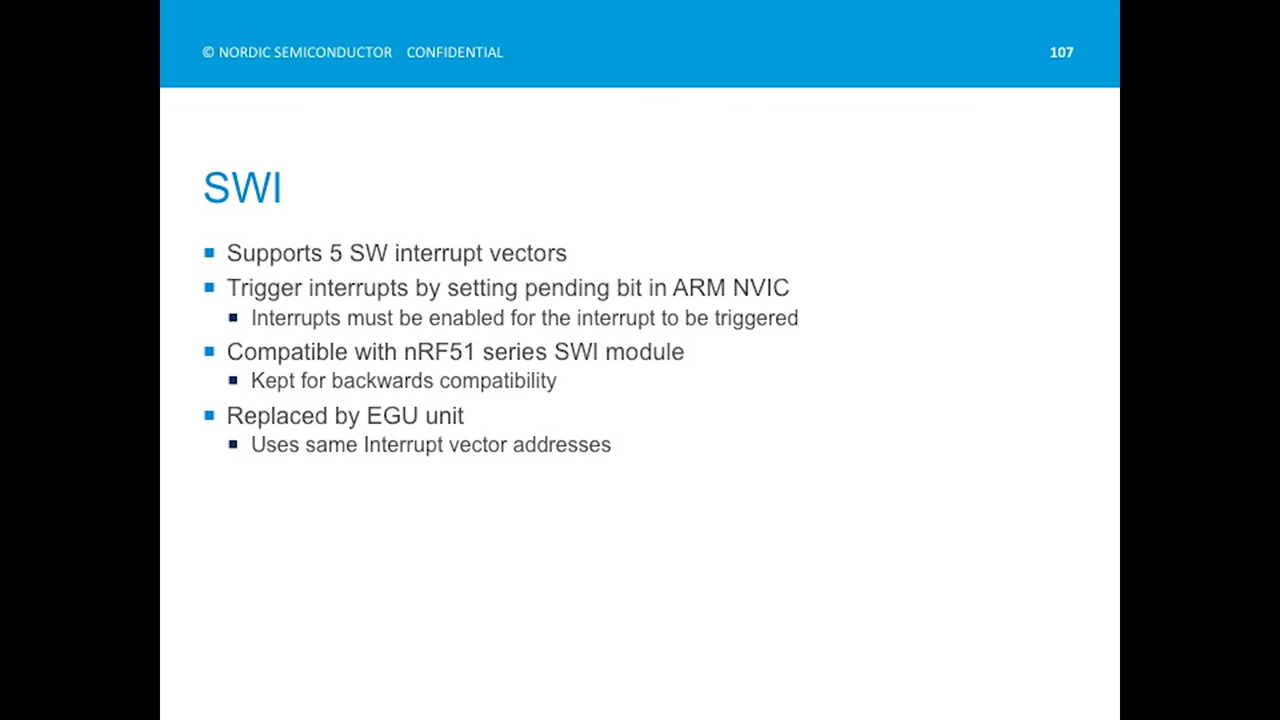 © NORDIC SEMICONDUCTOR CONFIDENTIAL 107
SWI
Supports 5 SW interrupt vectors
Trigger interrupts by setting pending bit in ARM NVIC
Interrupts must be enabled for the interrupt to be triggered
Compatible with nRF51 series SWI module
Kept for backwards compatibility
Replaced by EGU unit
Uses same Interrupt vector addresses